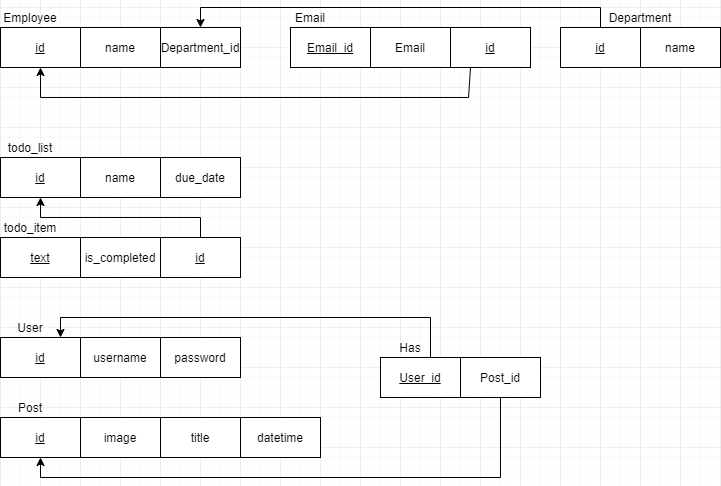 Employee
id name Department_id
Email
Email_id Email id
Department
id name
todo_list
id name due_date
todo_item
text is_completed id
User
id username password
Has
User_id Post_id
Post
id image title datetime